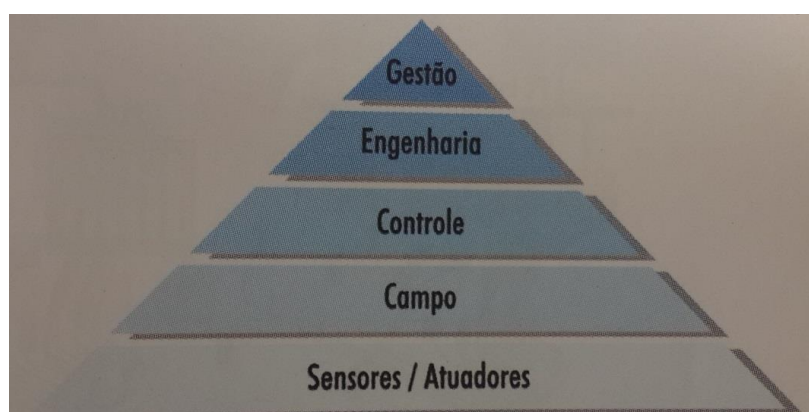 Gestão
Engenharia
Controle
Campo
Sensores / Atuadores